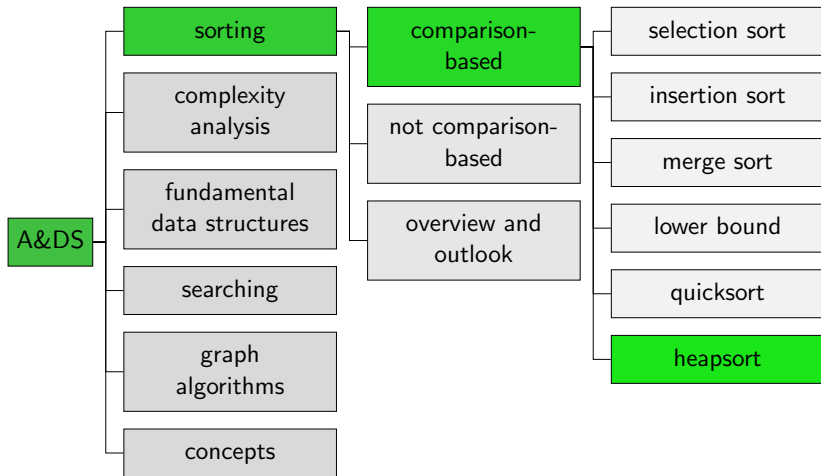 A&DS
sorting
complexity
analysis
fundamental
data structures
searching
graph
algorithms
concepts
comparison-
based
not comparison-
based
overview and
outlook
selection sort
insertion sort
merge sort
lower bound
quicksort
heapsort